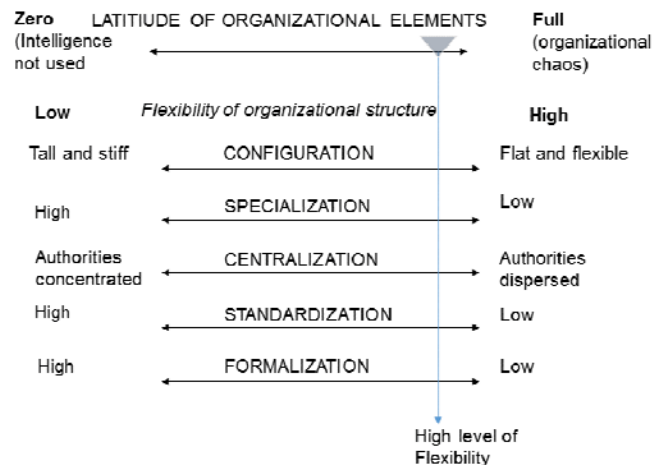 Zero LATITIUDE OF ORGANIZATIONAL ELEMENTS Full
(Intelligence (organizational
not used chaos)
Low Flexibility of organizational structure High
Tall and stiff CONFIGURATION Flat and flexible
High SPECIALIZATION Low
Authorities CENTRALIZATION Authorities
concentrated dispersed
High STANDARDIZATION Low
High FORMALIZATION Low
High level of
Flexibility